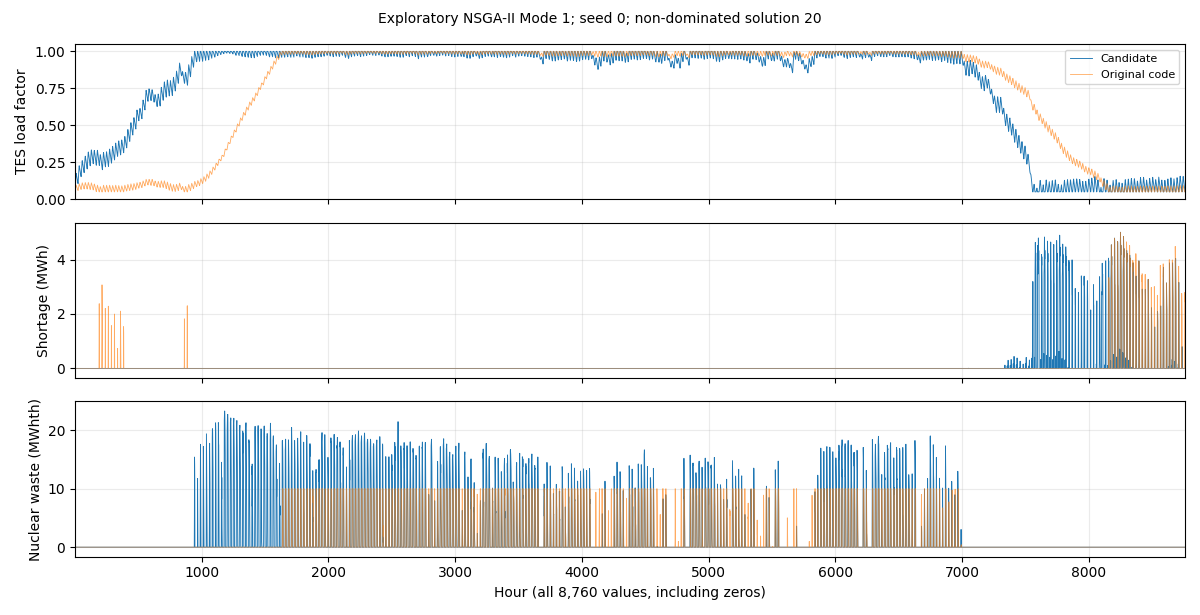 Exploratory NSGA-II Mode 1; seed 0; non-dominated solution 20
TES load factor
1.00
0.75
0.50
0.25
0.00
Candidate
Original code
Shortage (MWh)
4
2
0
Nuclear waste (MWhth)
20
10
0
1000 2000 3000 4000 5000 6000 7000 8000
Hour (all 8,760 values, including zeros)